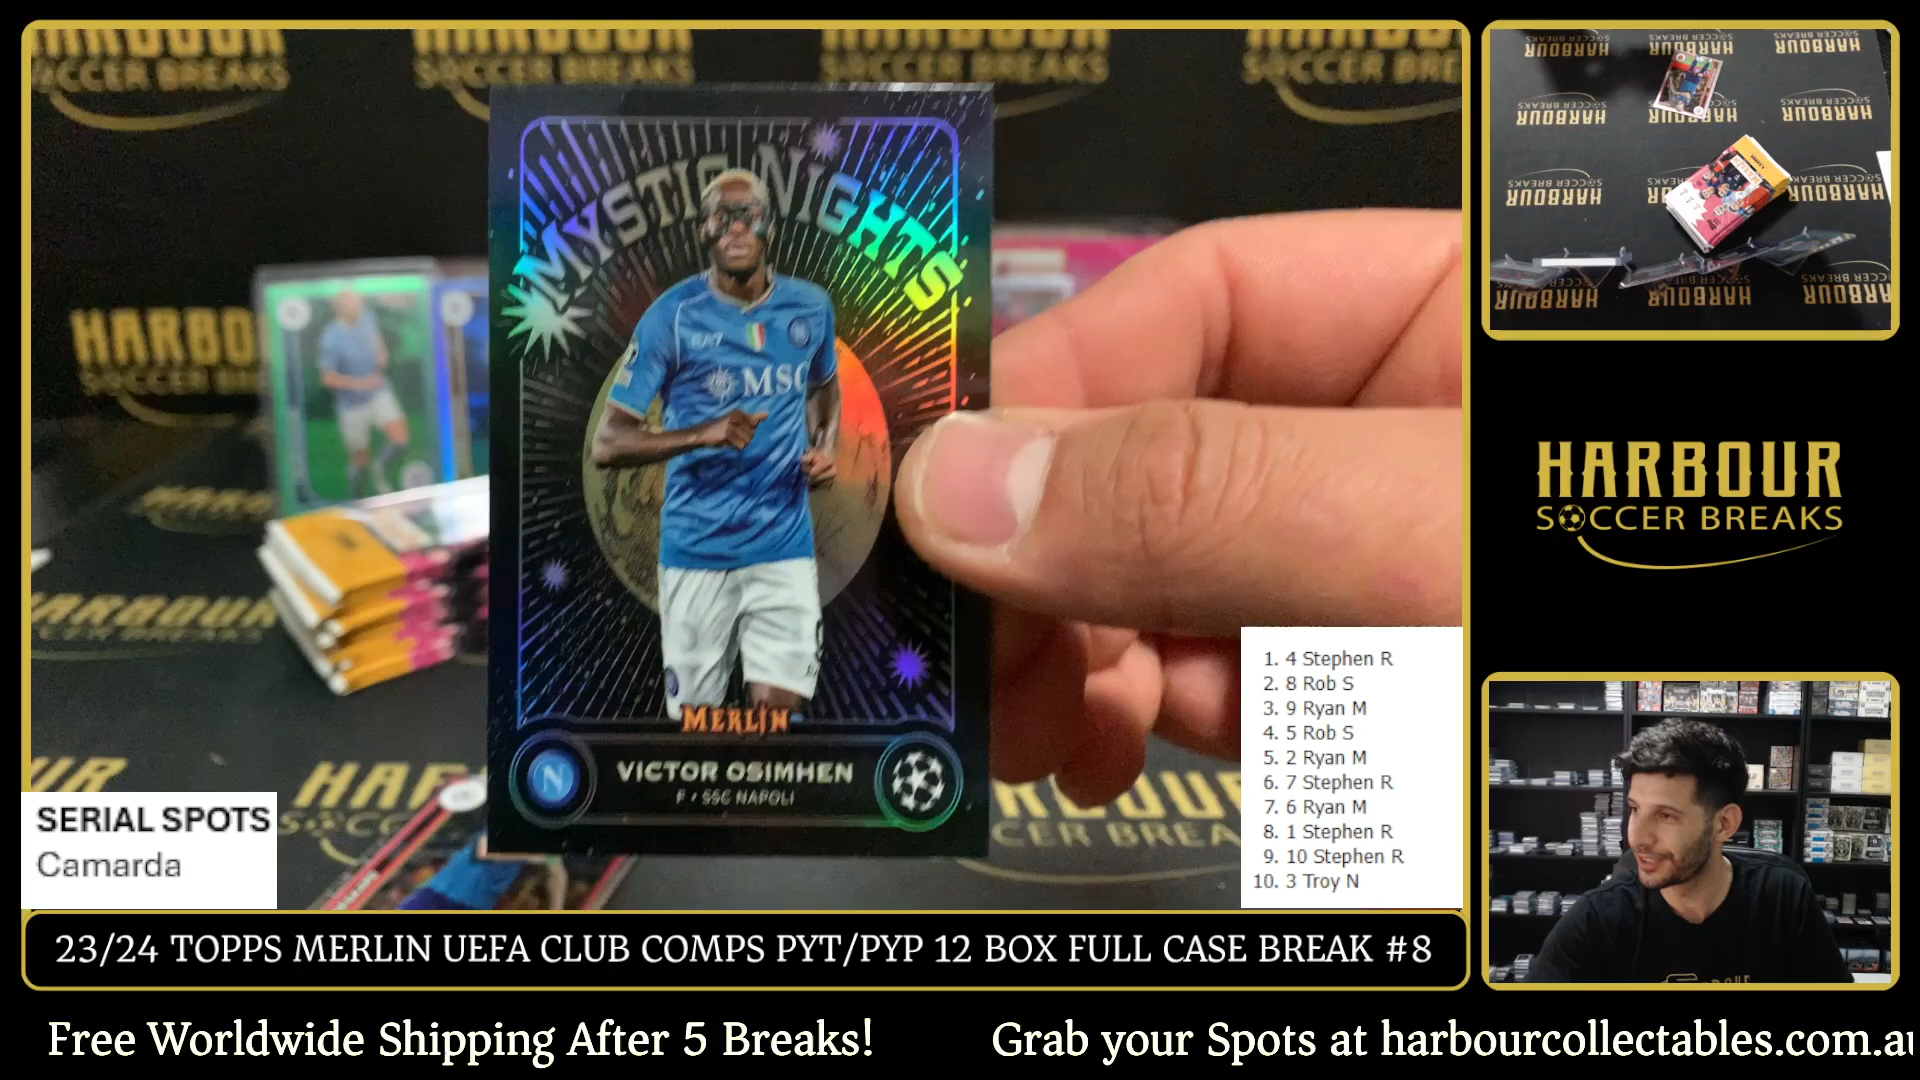 HARBOUR
SOCCER BREAKS
MYSTIC NIGHTS
MSC
MERLIN
VICTOR OSIMHEN
F • SSC NAPOLI
N
SERIAL SPOTS
Camarda
1. 4 Stephen R
2. 8 Rob S
3. 9 Ryan M
4. 5 Rob S
5. 2 Ryan M
6. 7 Stephen R
7. 6 Ryan M
8. 1 Stephen R
9. 10 Stephen R
10. 3 Troy N
HARBOUR
SOCCER BREAKS
23/24 TOPPS MERLIN UEFA CLUB COMPS PYT/PYP 12 BOX FULL CASE BREAK #8
Free Worldwide Shipping After 5 Breaks!
Grab your Spots at harbourcollectables.com.au